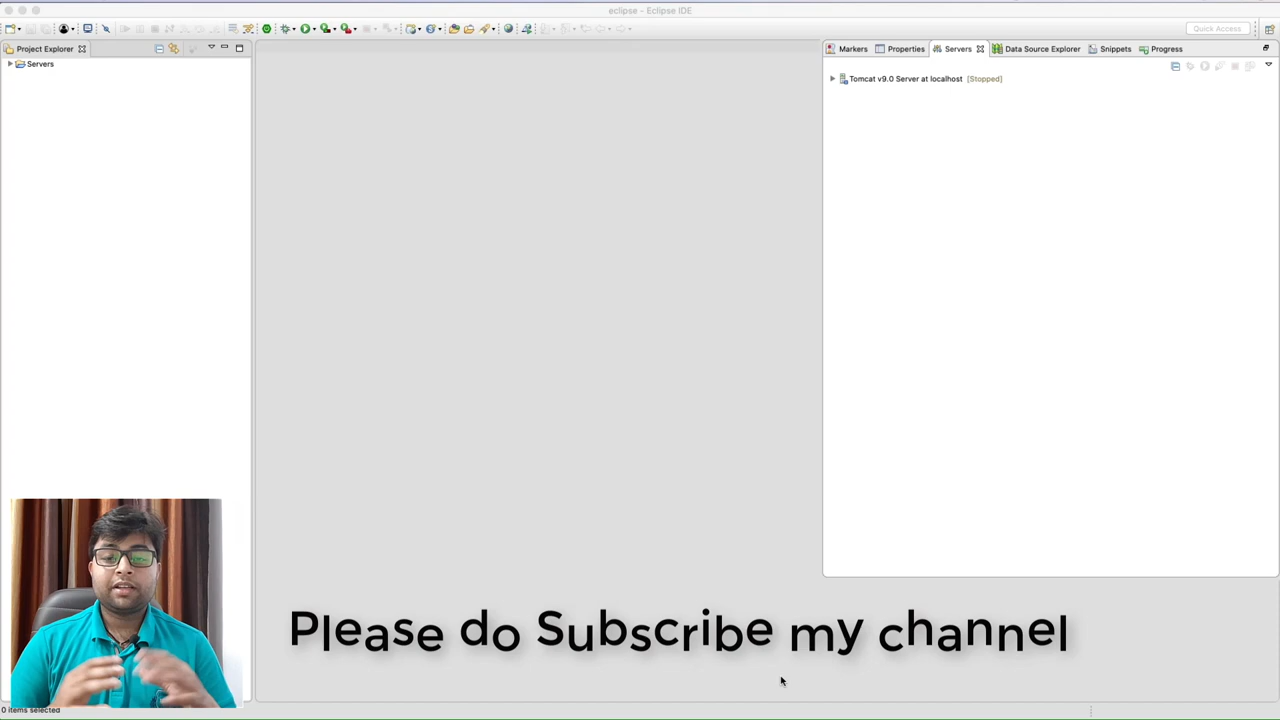 eclipse - Eclipse IDE
Quick Access
Project Explorer
Markers Properties Servers Data Source Explorer Snippets Progress
Servers
Tomcat v9.0 Server at localhost [Stopped]
Please do Subscribe my channel
0 items selected